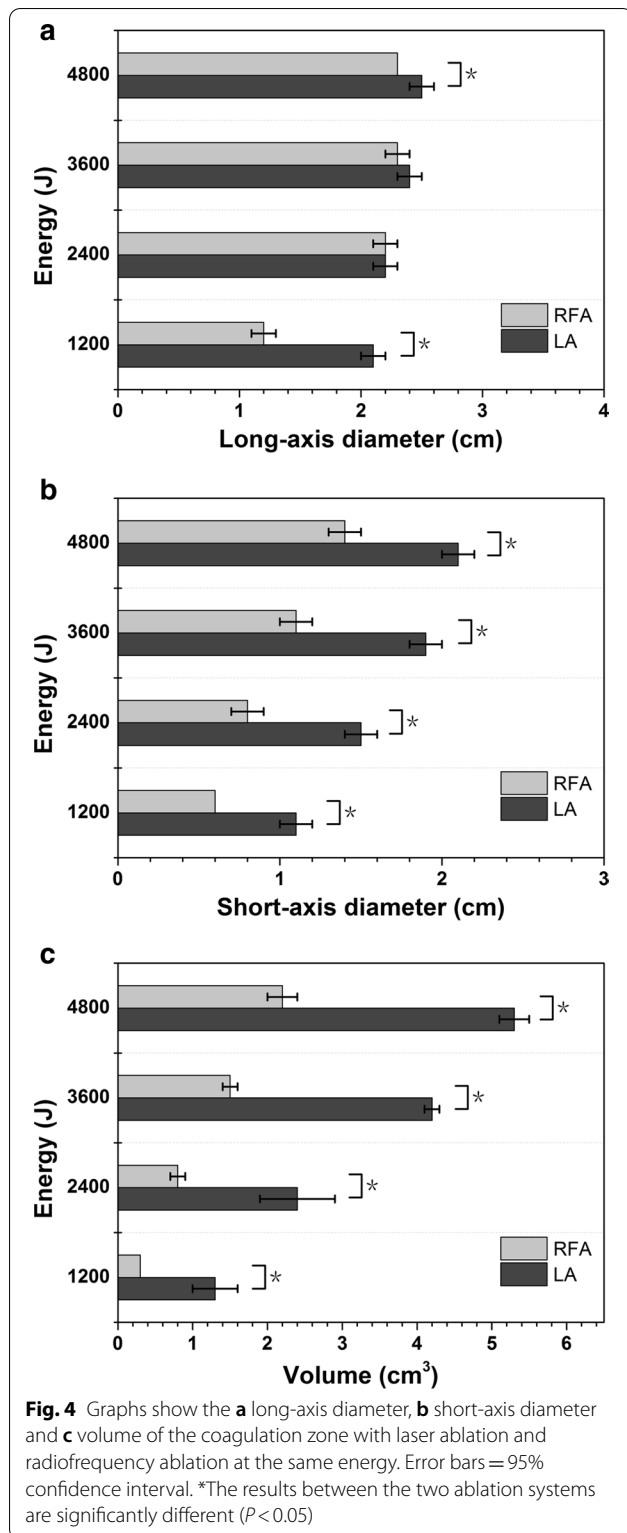 a
4800
*
3600
2400
1200
*
Energy (J)
RFA
LA
0 1 2 3 4
Long-axis diameter (cm)
b
4800
*
3600
*
2400
*
1200
*
Energy (J)
RFA
LA
0 1 2 3
Short-axis diameter (cm)
c
4800
*
3600
*
2400
*
1200
*
Energy (J)
RFA
LA
0 1 2 3 4 5 6
Volume (cm³)
Fig. 4 Graphs show the a long-axis diameter, b short-axis diameter
and c volume of the coagulation zone with laser ablation and
radiofrequency ablation at the same energy. Error bars = 95%
confidence interval. *The results between the two ablation systems
are significantly different (P < 0.05)